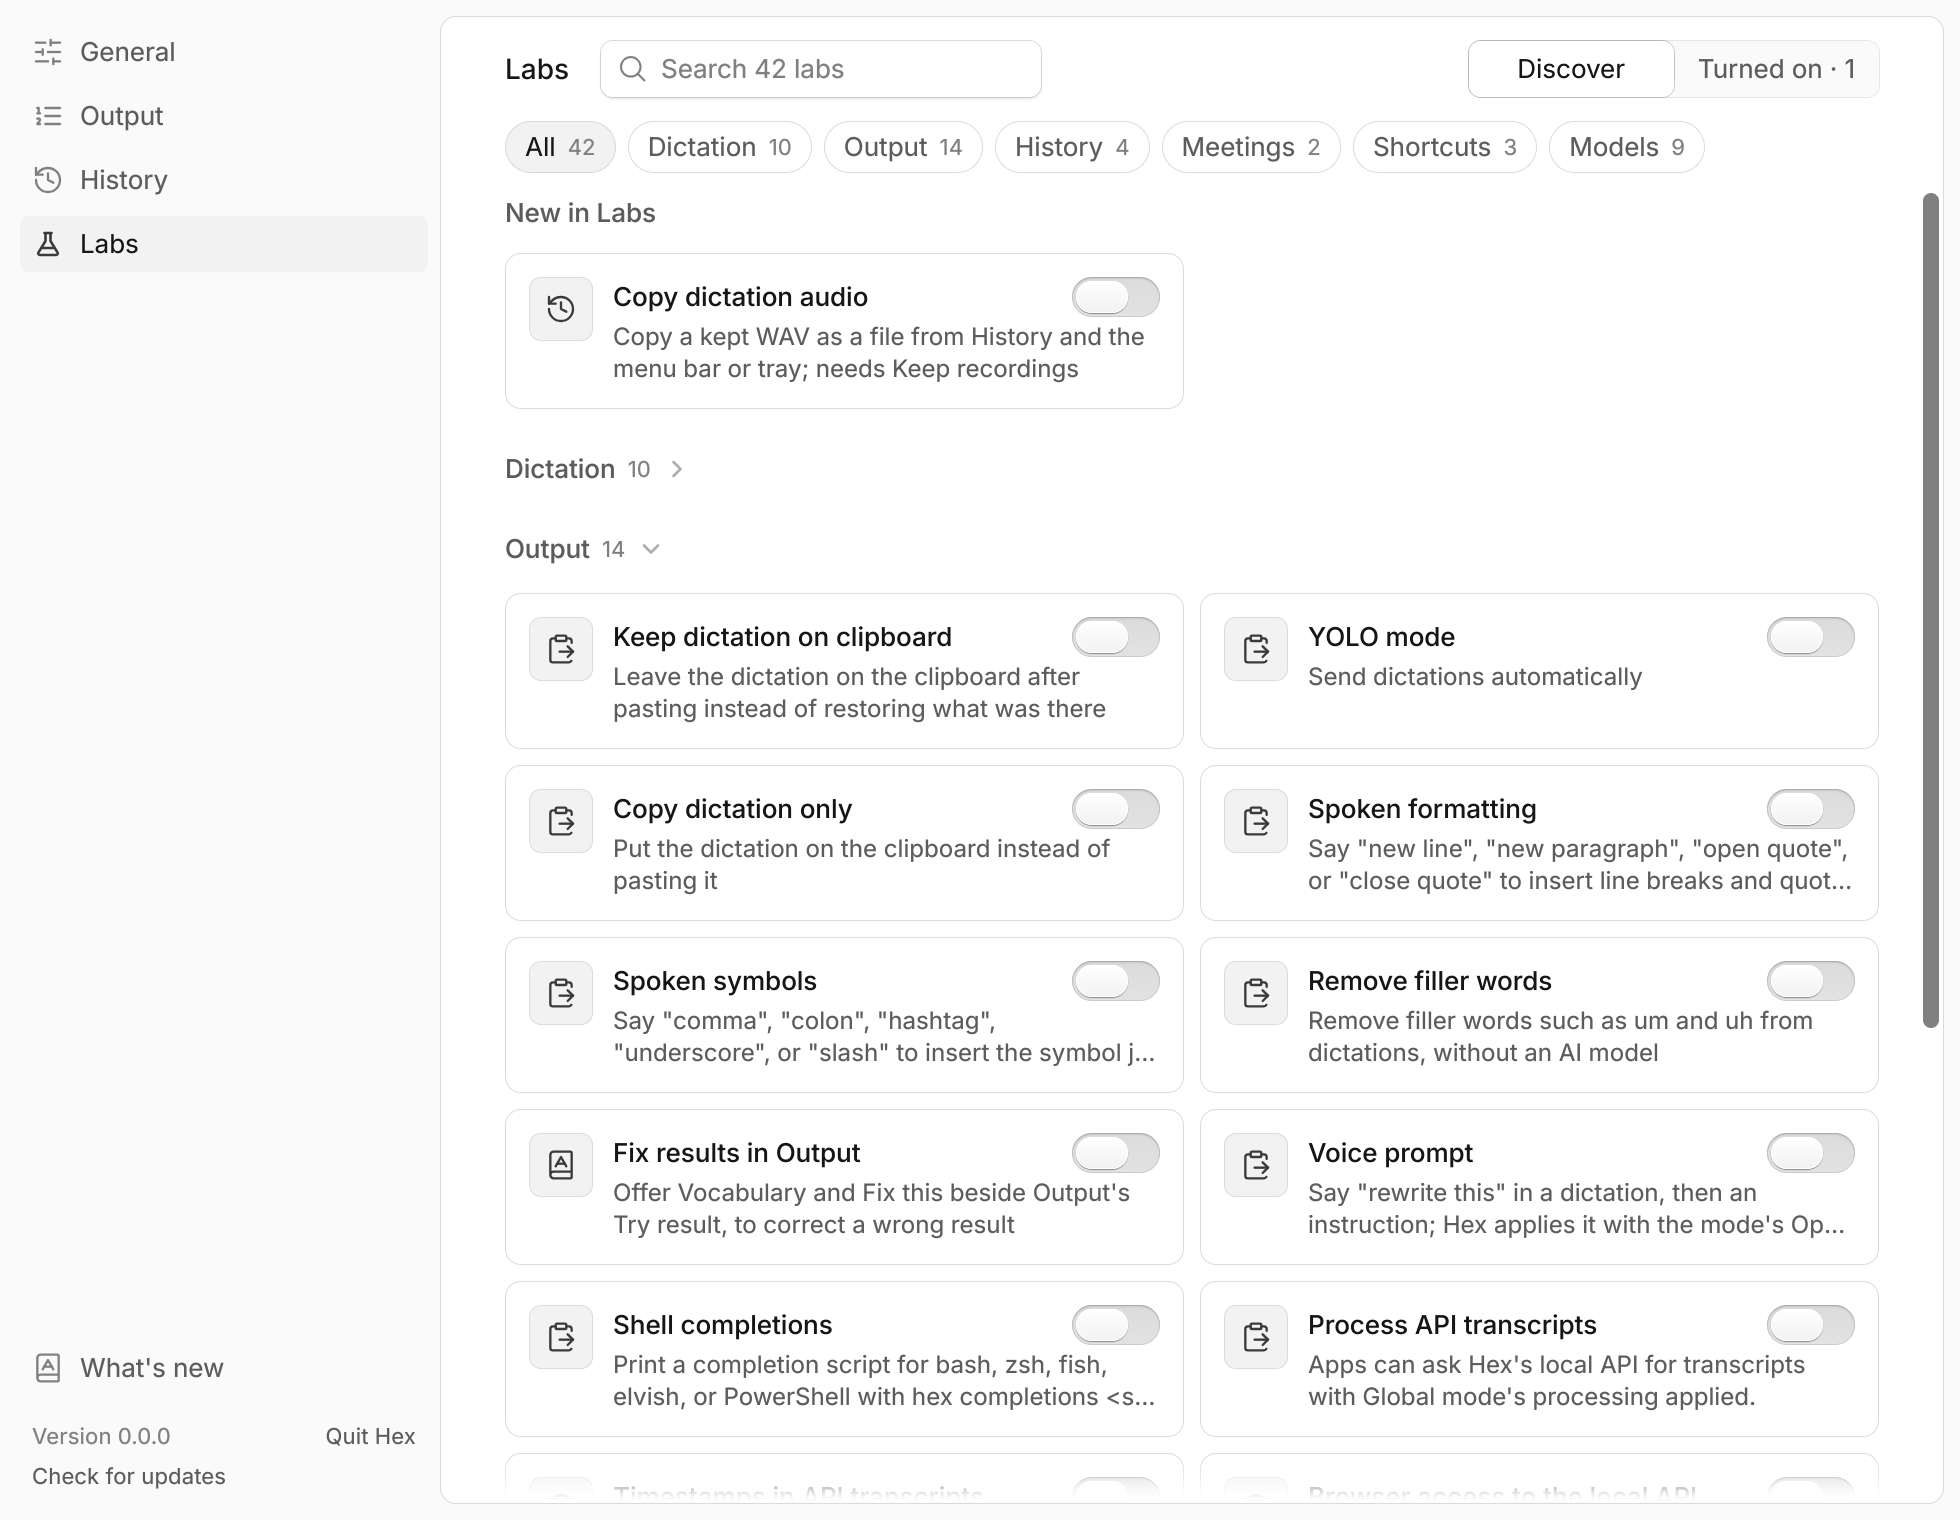 General
Output
History
Labs
What's new
Version 0.0.0
Quit Hex
Check for updates
Labs
Search 42 labs
Discover
Turned on · 1
All 42
Dictation 10
Output 14
History 4
Meetings 2
Shortcuts 3
Models 9
New in Labs
Copy dictation audio
Copy a kept WAV as a file from History and the
menu bar or tray; needs Keep recordings
Dictation 10
Output 14
Keep dictation on clipboard
Leave the dictation on the clipboard after
pasting instead of restoring what was there
YOLO mode
Send dictations automatically
Copy dictation only
Put the dictation on the clipboard instead of
pasting it
Spoken formatting
Say "new line", "new paragraph", "open quote",
or "close quote" to insert line breaks and quot...
Spoken symbols
Say "comma", "colon", "hashtag",
"underscore", or "slash" to insert the symbol j...
Remove filler words
Remove filler words such as um and uh from
dictations, without an AI model
Fix results in Output
Offer Vocabulary and Fix this beside Output's
Try result, to correct a wrong result
Voice prompt
Say "rewrite this" in a dictation, then an
instruction; Hex applies it with the mode's Op...
Shell completions
Print a completion script for bash, zsh, fish,
elvish, or PowerShell with hex completions <s...
Process API transcripts
Apps can ask Hex's local API for transcripts
with Global mode's processing applied.
Timestamps in API transcripts
Browser access to the local API